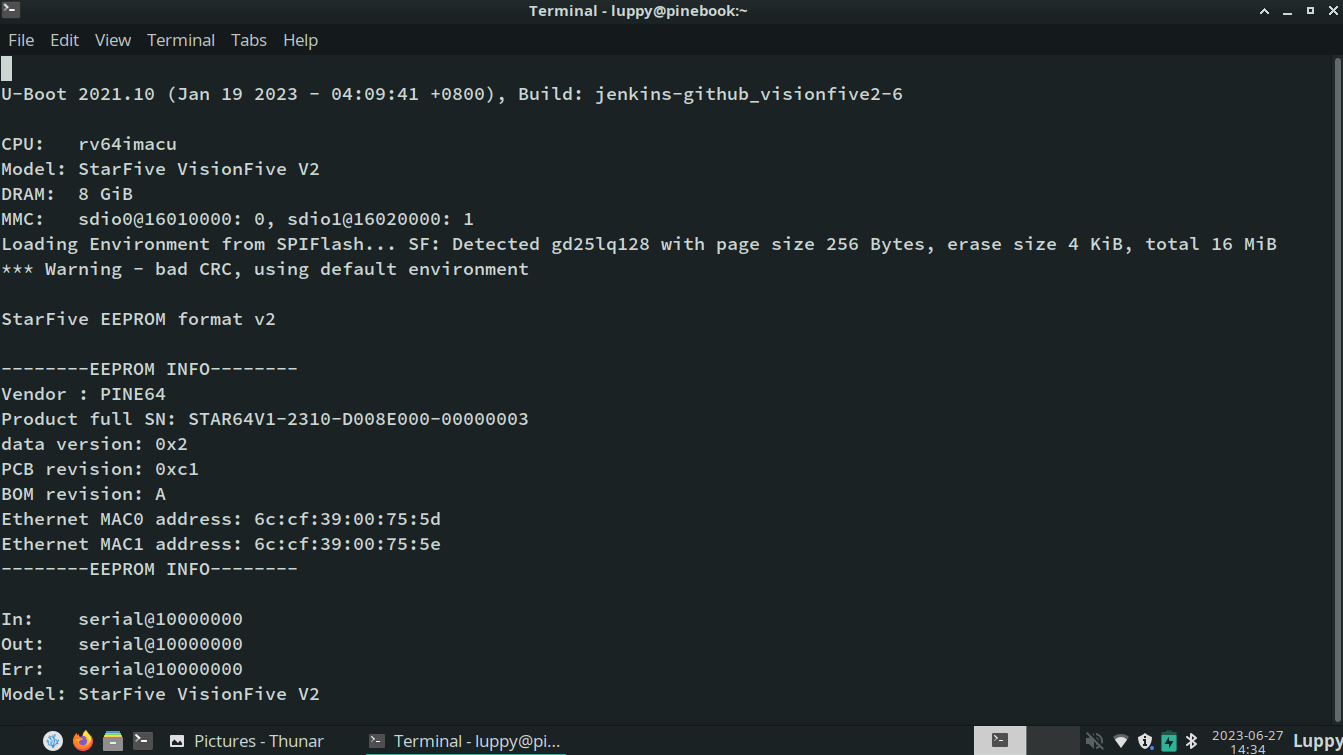 Terminal - luppy@pinebook:~
File Edit View Terminal Tabs Help
U-Boot 2021.10 (Jan 19 2023 - 04:09:41 +0800), Build: jenkins-github_visionfive2-6
CPU:   rv64imacu
Model: StarFive VisionFive V2
DRAM:  8 GiB
MMC:   sdio0@16010000: 0, sdio1@16020000: 1
Loading Environment from SPIFlash... SF: Detected gd25lq128 with page size 256 Bytes, erase size 4 KiB, total 16 MiB
*** Warning - bad CRC, using default environment
StarFive EEPROM format v2
--------EEPROM INFO--------
Vendor : PINE64
Product full SN: STAR64V1-2310-D008E000-00000003
data version: 0x2
PCB revision: 0xc1
BOM revision: A
Ethernet MAC0 address: 6c:cf:39:00:75:5d
Ethernet MAC1 address: 6c:cf:39:00:75:5e
--------EEPROM INFO--------
In:    serial@10000000
Out:   serial@10000000
Err:   serial@10000000
Model: StarFive VisionFive V2
Pictures - Thunar
Terminal - luppy@pi...
2023-06-27
14:34
Luppy